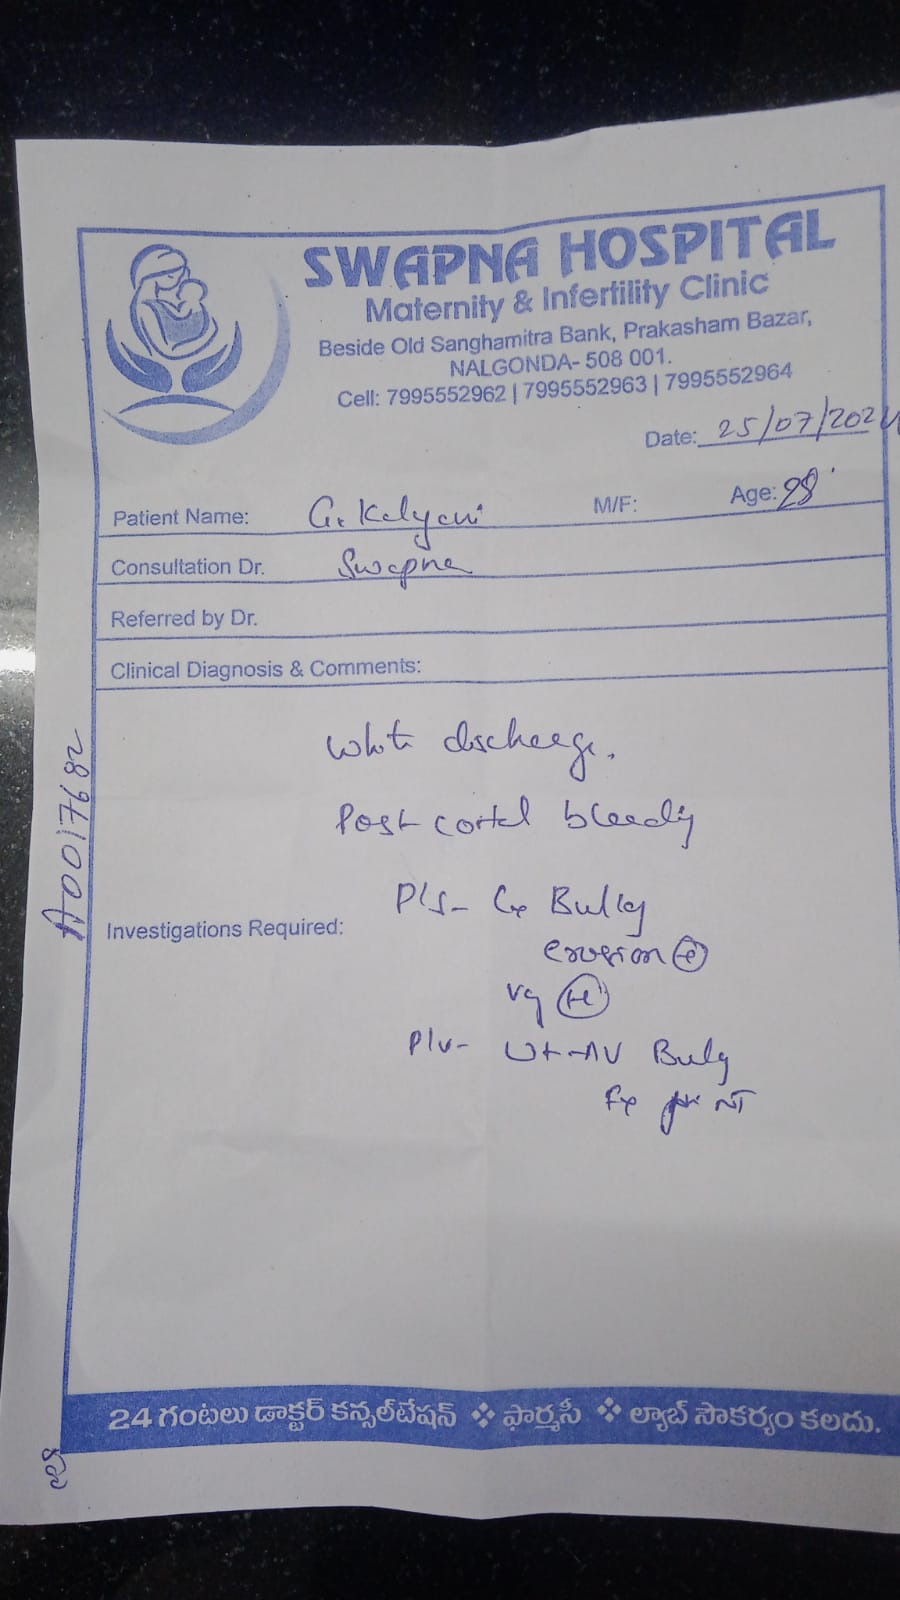 SWAPNA HOSPITAL
Maternity & Infertility Clinic
Beside Old Sanghamitra Bank, Prakasham Bazar,
NALGONDA- 508 001.
Cell: 7995552962 | 7995552963 | 7995552964
Date: 25/07/2024
Patient Name: G. Kalyani M/F: Age: 28
Consultation Dr. Swapna
Referred by Dr.
Clinical Diagnosis & Comments:
White discharge.
Post coital bleeding
P/S- Cx Bulky
Investigations Required:
erosion (+)
Vg (+)
P/V- Ut-AV Bulky
Fx NT
A0017682
24 గంటలు డాక్టర్ కన్సల్‌టేషన్ ❖ ఫార్మసీ ❖ ల్యాబ్ సౌకర్యం కలదు.